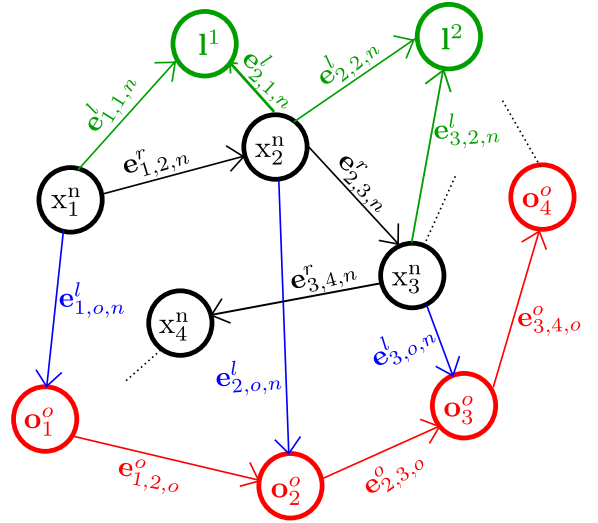 l^1
l^2
e^l_{1,1,n}
e^l_{2,1,n}
e^l_{2,2,n}
e^l_{3,2,n}
x^n_2
e^r_{1,2,n}
e^r_{2,3,n}
x^n_1
o^o_4
x^n_3
e^r_{3,4,n}
e^l_{1,o,n}
x^n_4
e^o_{3,4,o}
e^l_{3,o,n}
e^l_{2,o,n}
o^o_1
o^o_3
e^o_{1,2,o}
e^o_{2,3,o}
o^o_2